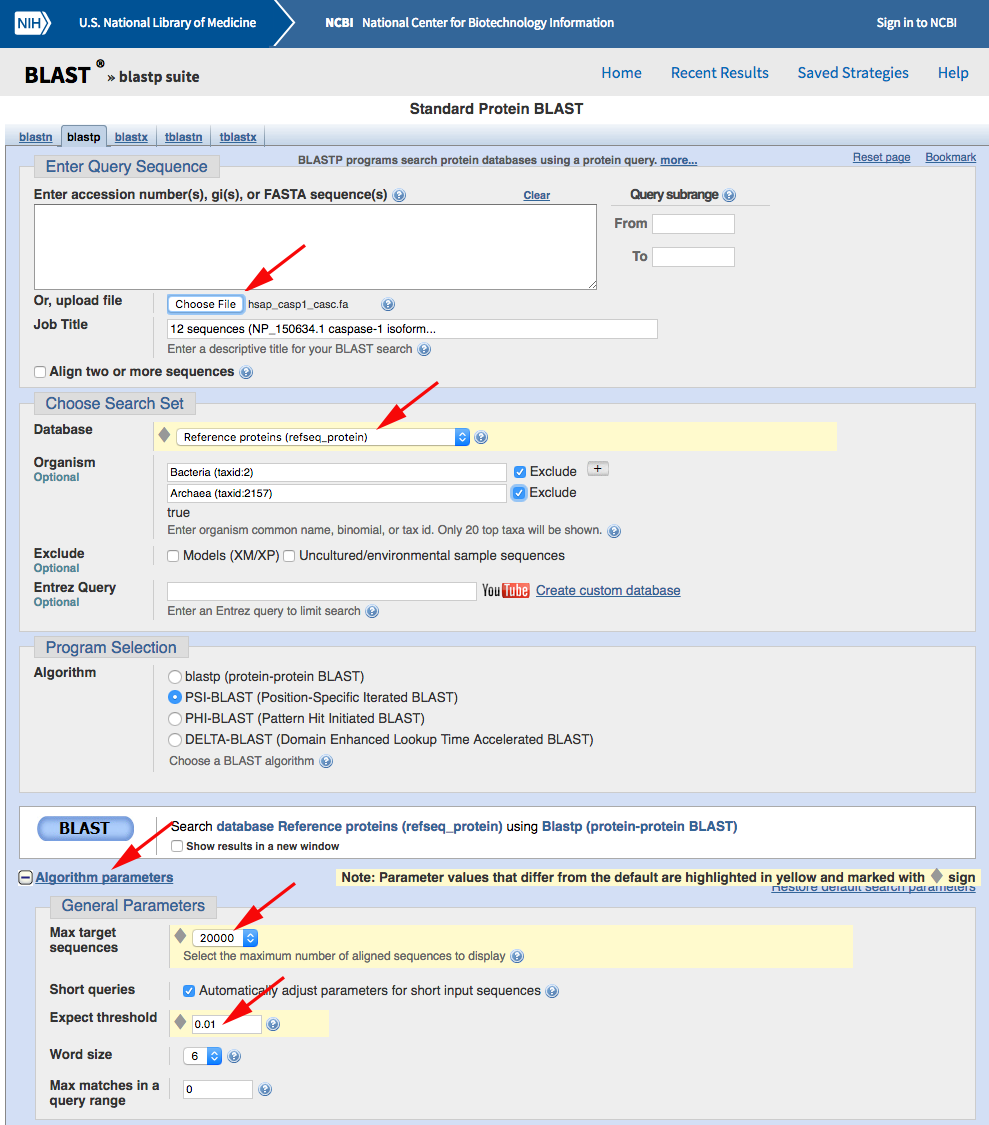 NIH U.S. National Library of Medicine NCBI National Center for Biotechnology Information Sign in to NCBI
BLAST ® » blastp suite Home Recent Results Saved Strategies Help
Standard Protein BLAST
blastn blastp blastx tblastn tblastx
Enter Query Sequence BLASTP programs search protein databases using a protein query. more... Reset page Bookmark
Enter accession number(s), gi(s), or FASTA sequence(s) Clear Query subrange
From
To
Or, upload file Choose File hsap_casp1_casc.fa
Job Title 12 sequences (NP_150634.1 caspase-1 isoform...
Enter a descriptive title for your BLAST search
Align two or more sequences
Choose Search Set
Database Reference proteins (refseq_protein)
Organism
Optional
Bacteria (taxid:2) Exclude +
Archaea (taxid:2157) Exclude
true
Enter organism common name, binomial, or tax id. Only 20 top taxa will be shown.
Exclude Models (XM/XP) Uncultured/environmental sample sequences
Optional
Entrez Query YouTube Create custom database
Optional
Enter an Entrez query to limit search
Program Selection
Algorithm blastp (protein-protein BLAST)
PSI-BLAST (Position-Specific Iterated BLAST)
PHI-BLAST (Pattern Hit Initiated BLAST)
DELTA-BLAST (Domain Enhanced Lookup Time Accelerated BLAST)
Choose a BLAST algorithm
BLAST Search database Reference proteins (refseq_protein) using Blastp (protein-protein BLAST)
Show results in a new window
Algorithm parameters Note: Parameter values that differ from the default are highlighted in yellow and marked with sign
Restore default search parameters
General Parameters
Max target
sequences
20000
Select the maximum number of aligned sequences to display
Short queries Automatically adjust parameters for short input sequences
Expect threshold 0.01
Word size 6
Max matches in a
query range
0